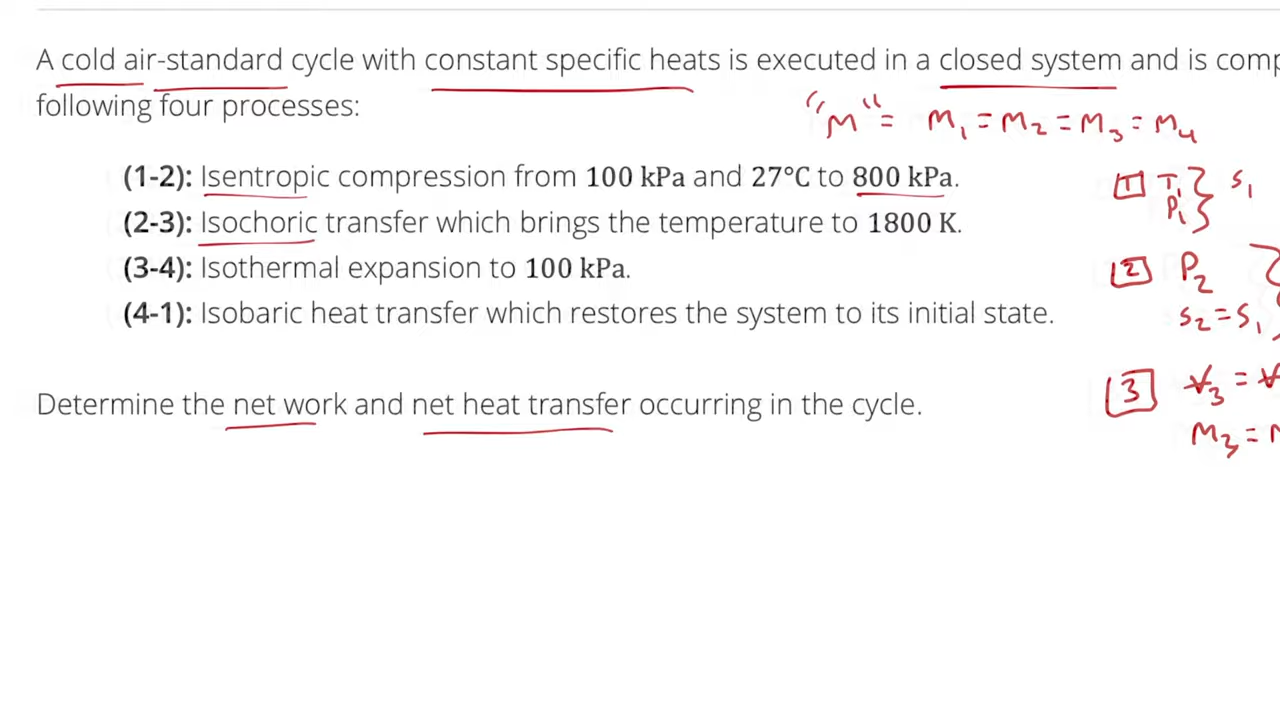 A cold air-standard cycle with constant specific heats is executed in a closed system and is comp
following four processes:
"m" = m₁ = m₂ = m₃ = m₄
(1-2): Isentropic compression from 100 kPa and 27°C to 800 kPa.
1 T₁ } s₁
P₁
(2-3): Isochoric transfer which brings the temperature to 1800 K.
(3-4): Isothermal expansion to 100 kPa.
2 P₂ }
(4-1): Isobaric heat transfer which restores the system to its initial state.
s₂ = s₁
3 V₃ = V
Determine the net work and net heat transfer occurring in the cycle.
m₃ =